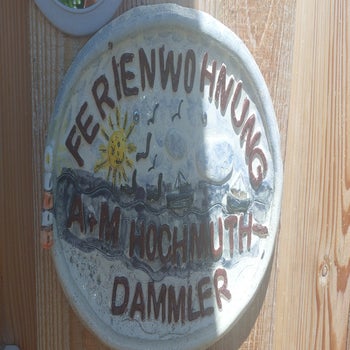 FERIENWOHNUNG
A+M HOCHMUTH-
DAMMLER